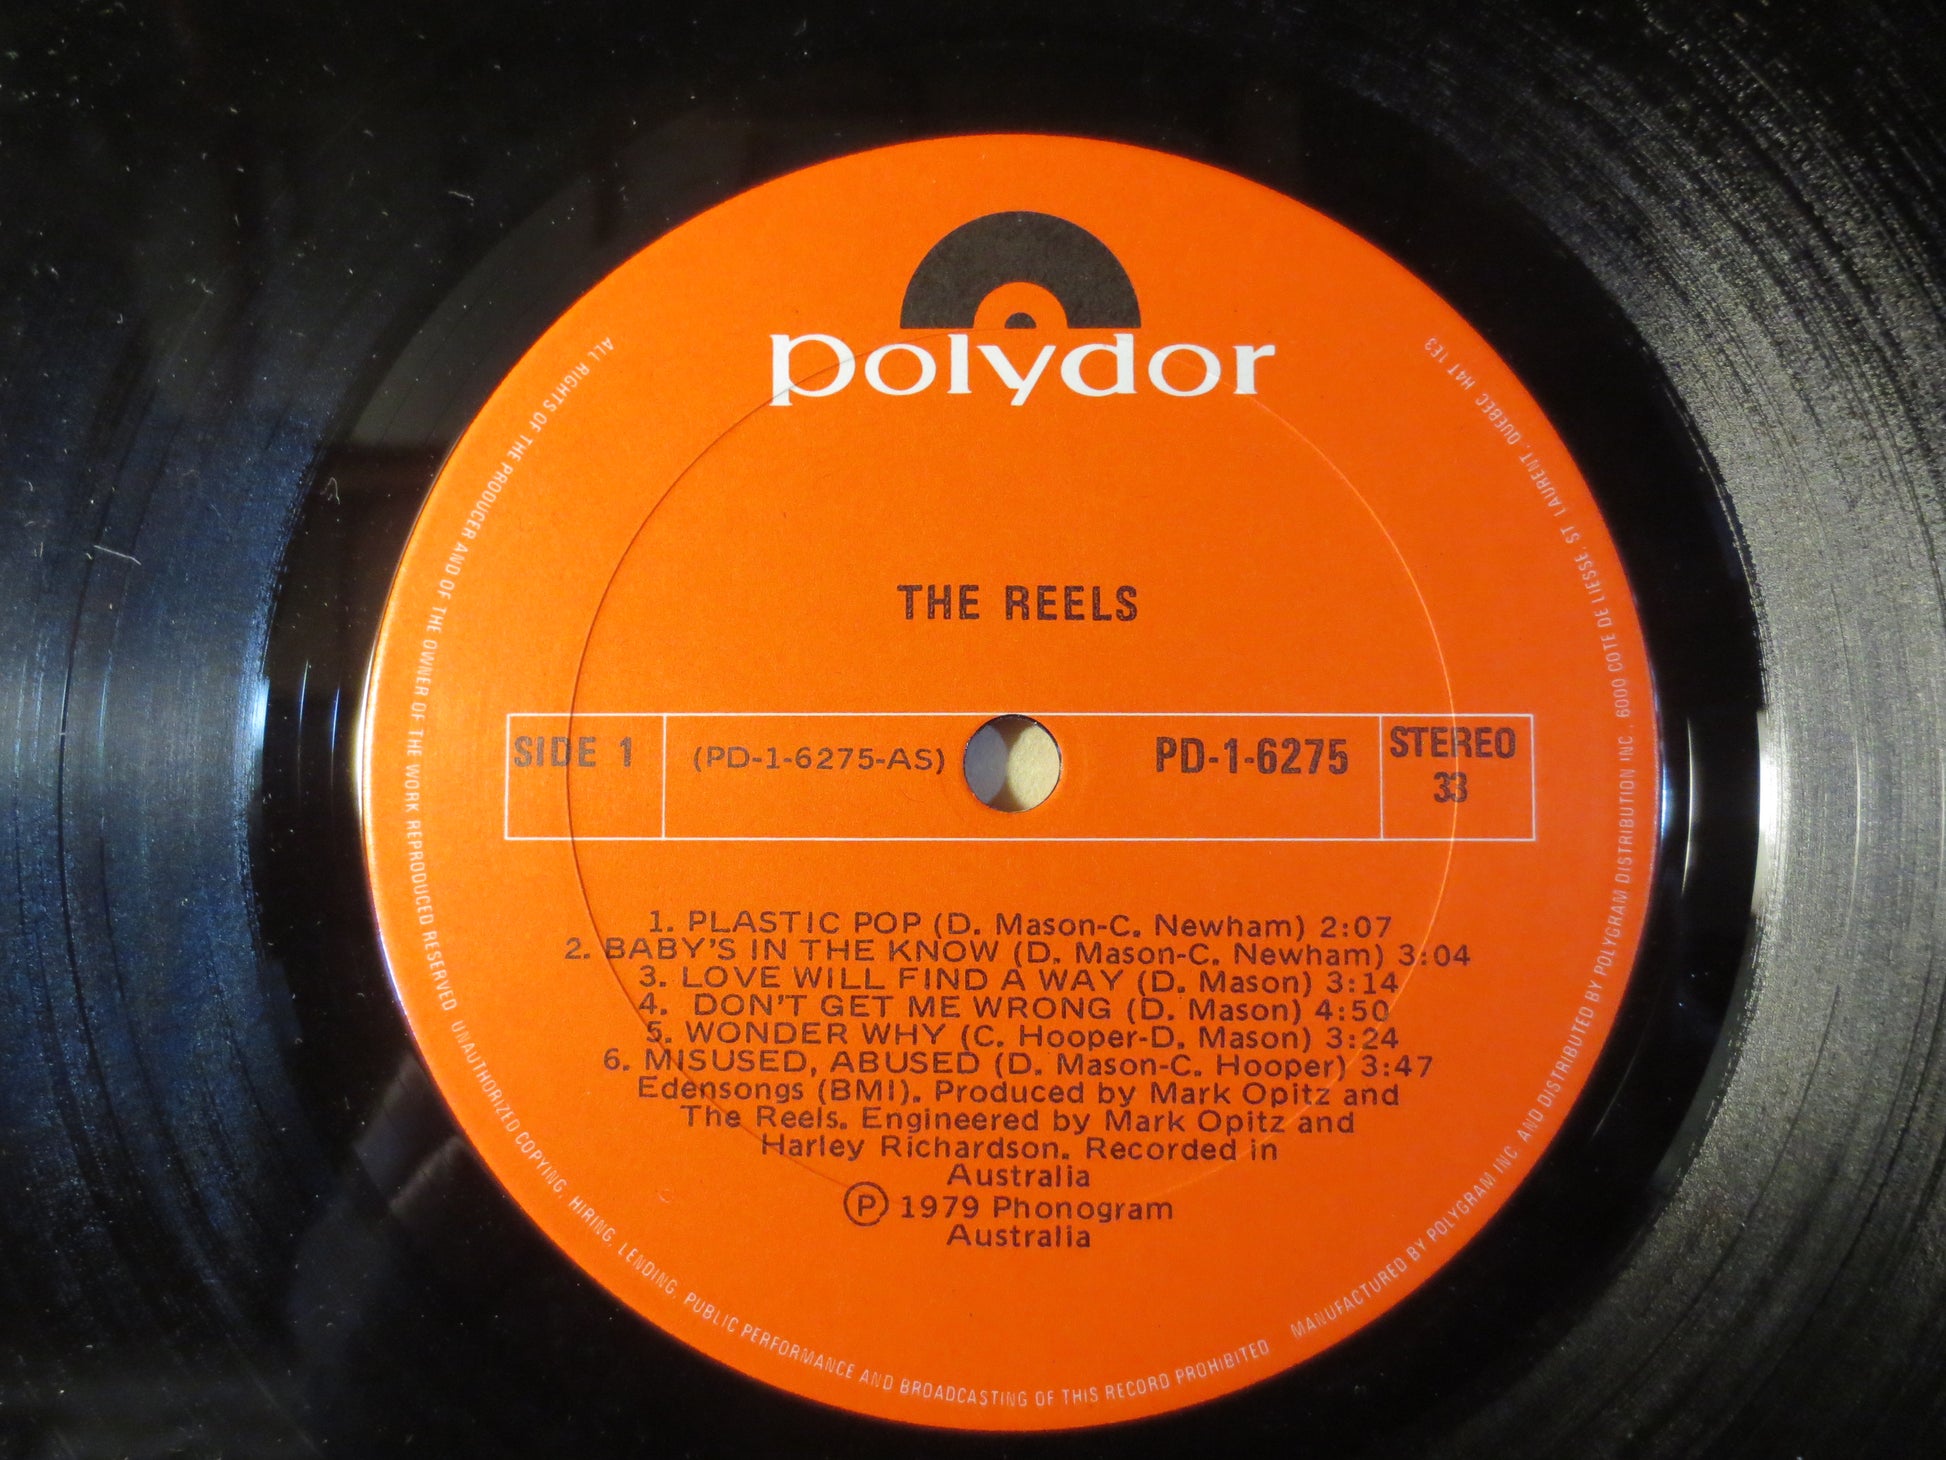 polydor
THE REELS
SIDE 1
(PD-1-6275-AS)
PD-1-6275
STEREO
33
1. PLASTIC POP (D. Mason-C. Newham) 2:07
2. BABY'S IN THE KNOW (D. Mason-C. Newham) 3:04
3. LOVE WILL FIND A WAY (D. Mason) 3:14
4. DON'T GET ME WRONG (D. Mason) 4:50
5. WONDER WHY (C. Hooper-D. Mason) 3:24
6. MISUSED, ABUSED (D. Mason-C. Hooper) 3:47
Edensongs (BMI). Produced by Mark Opitz and
The Reels. Engineered by Mark Opitz and
Harley Richardson. Recorded in
Australia
Ⓟ 1979 Phonogram
Australia
ALL RIGHTS OF THE PRODUCER AND OF THE OWNER OF THE WORK REPRODUCED RESERVED UNAUTHORIZED COPYING, HIRING, LENDING, PUBLIC PERFORMANCE AND BROADCASTING OF THIS RECORD PROHIBITED
MANUFACTURED BY POLYGRAM INC. AND DISTRIBUTED BY POLYGRAM DISTRIBUTION INC. 6000 COTE DE LIESSE, ST LAURENT, QUEBEC, H4T 1E3